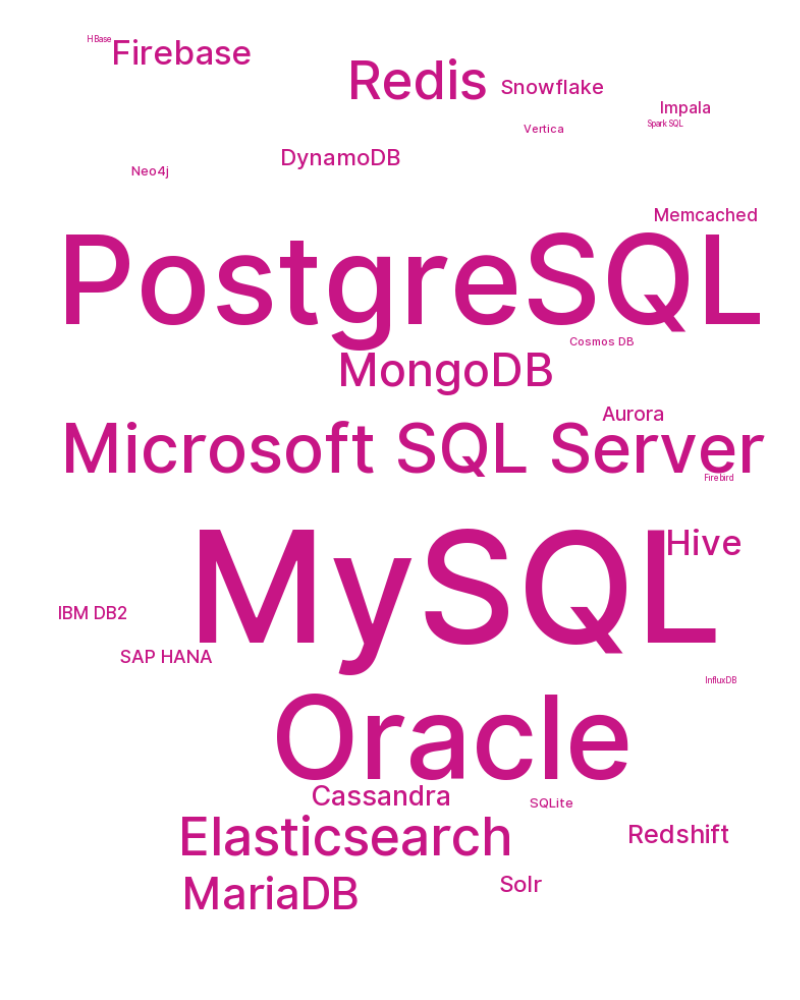 HBase
Firebase
Redis
Snowflake
Impala
Spark SQL
Vertica
DynamoDB
Neo4j
Memcached
PostgreSQL
Cosmos DB
MongoDB
Aurora
Microsoft SQL Server
Firebird
MySQL
Hive
IBM DB2
SAP HANA
InfluxDB
Oracle
Cassandra
SQLite
Elasticsearch
Redshift
MariaDB
Solr